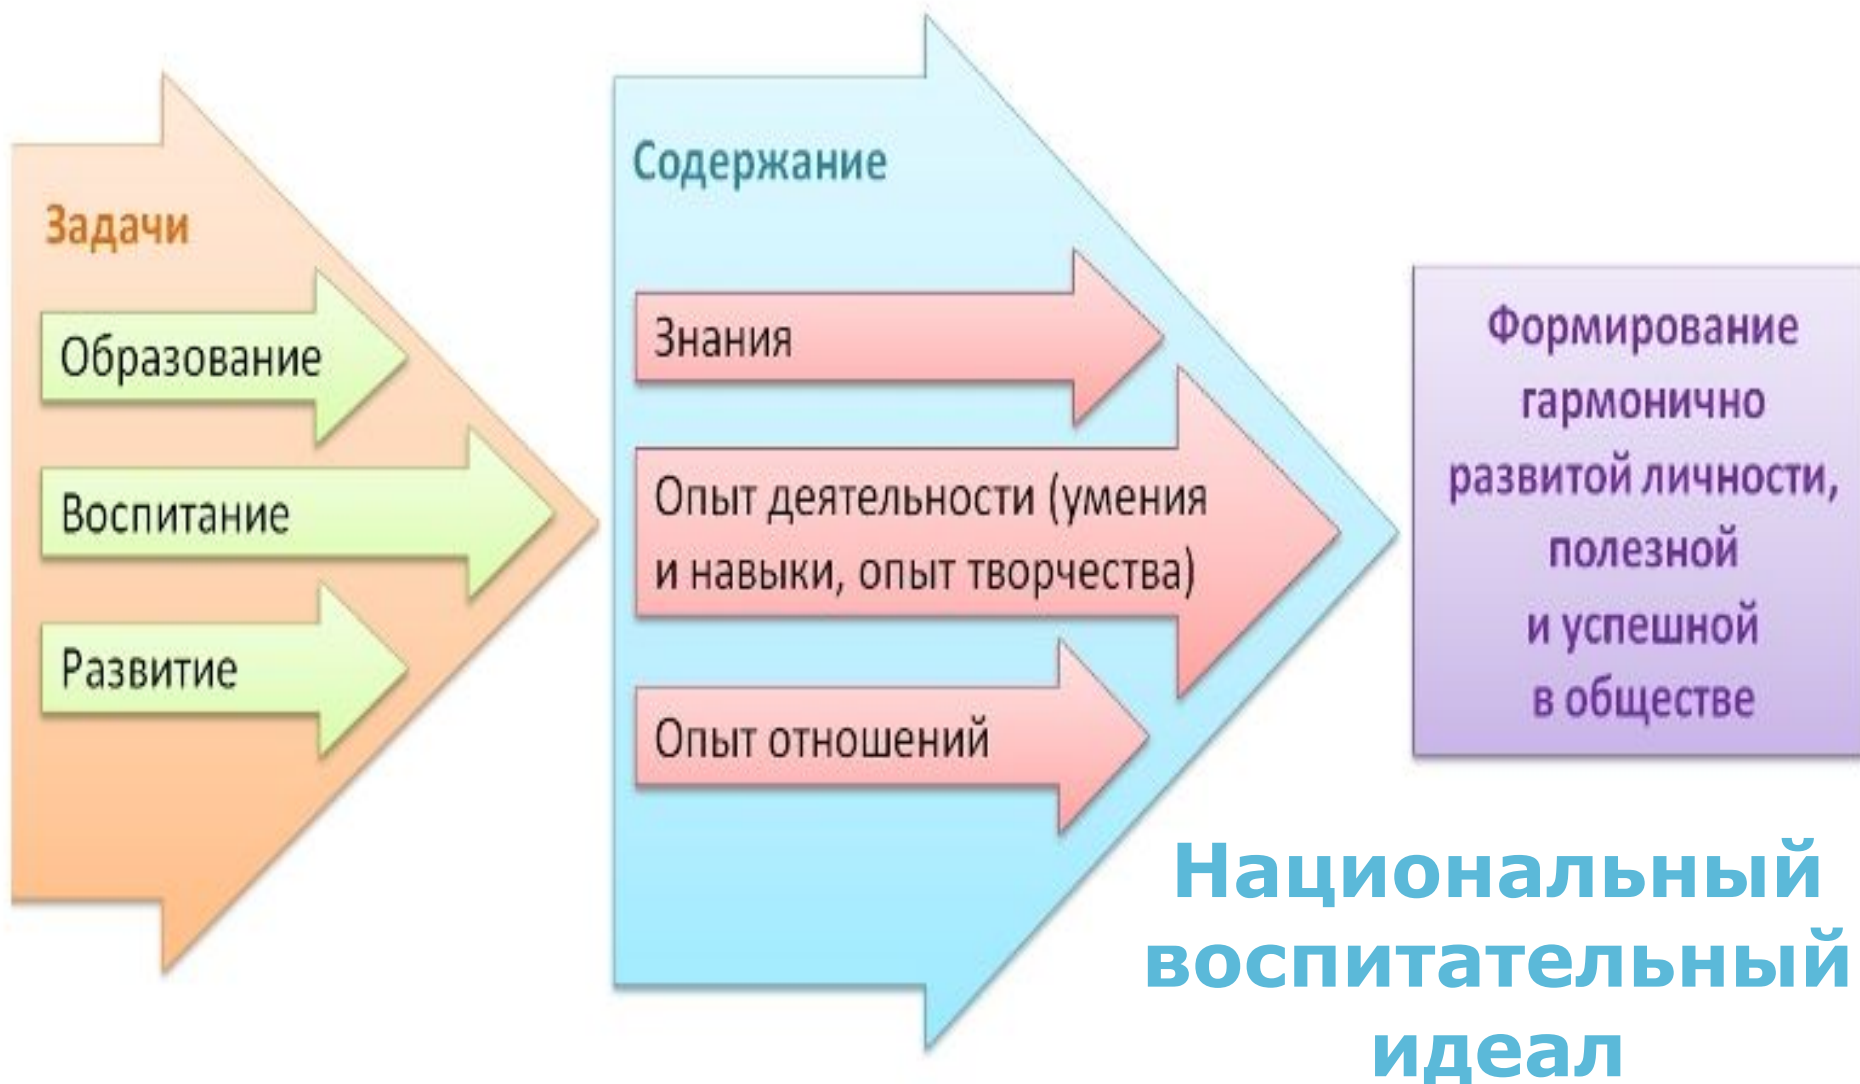 Задачи
Образование
Воспитание
Развитие
Содержание
Знания
Опыт деятельности (умения
и навыки, опыт творчества)
Опыт отношений
Формирование
гармонично
развитой личности,
полезной
и успешной
в обществе
Национальный
воспитательный
идеал